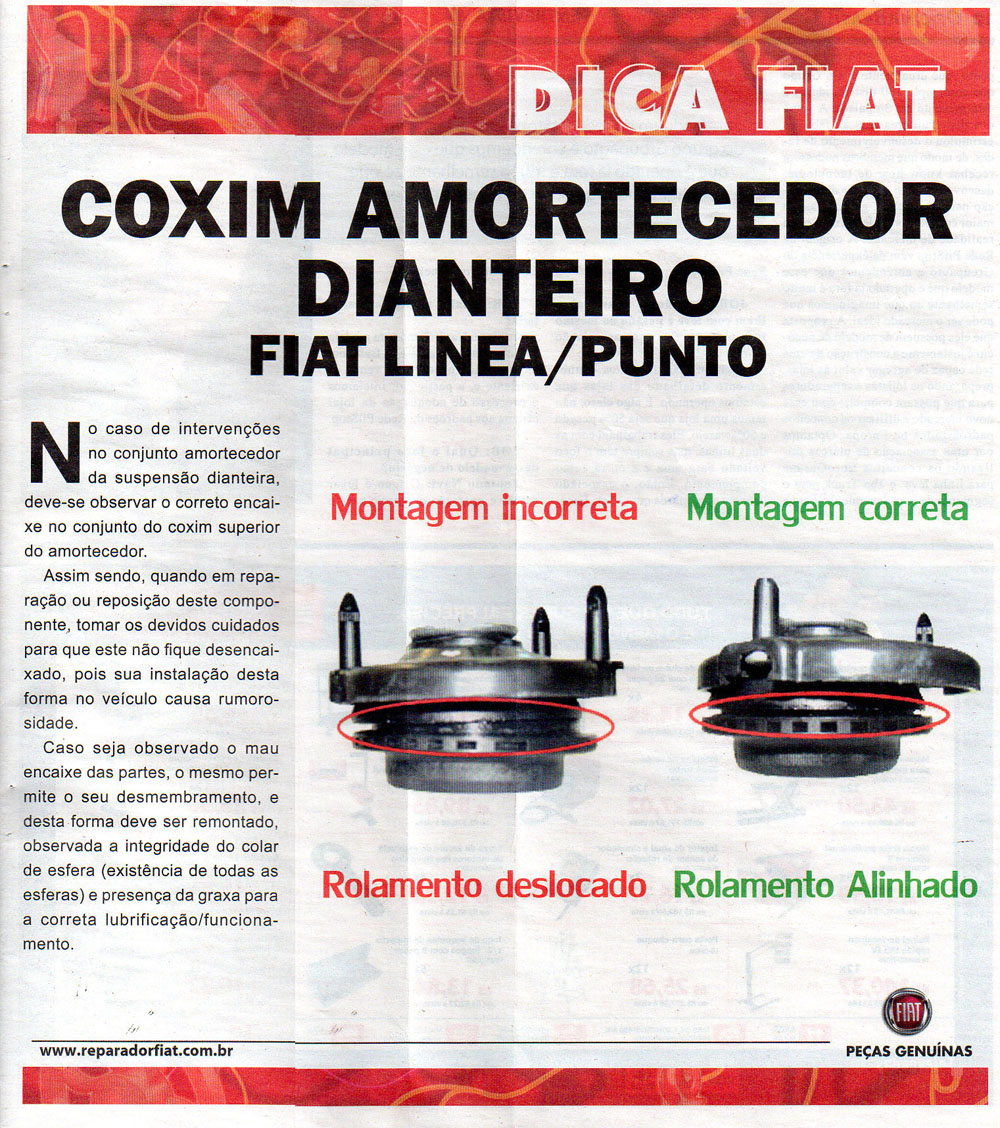 DICA FIAT
COXIM AMORTECEDOR
DIANTEIRO
FIAT LINEA/PUNTO
No caso de intervenções
no conjunto amortecedor
da suspensão dianteira,
deve-se observar o correto encai-
xe no conjunto do coxim superior
do amortecedor.
Assim sendo, quando em repa-
ração ou reposição deste compo-
nente, tomar os devidos cuidados
para que este não fique desencai-
xado, pois sua instalação desta
forma no veículo causa rumoro-
sidade.
Caso seja observado o mau
encaixe das partes, o mesmo per-
mite o seu desmembramento, e
desta forma deve ser remontado,
observada a integridade do colar
de esfera (existência de todas as
esferas) e presença da graxa para
a correta lubrificação/funciona-
mento.
Montagem incorreta
Montagem correta
Rolamento deslocado
Rolamento Alinhado
FIAT
www.reparadorfiat.com.br
PEÇAS GENUÍNAS